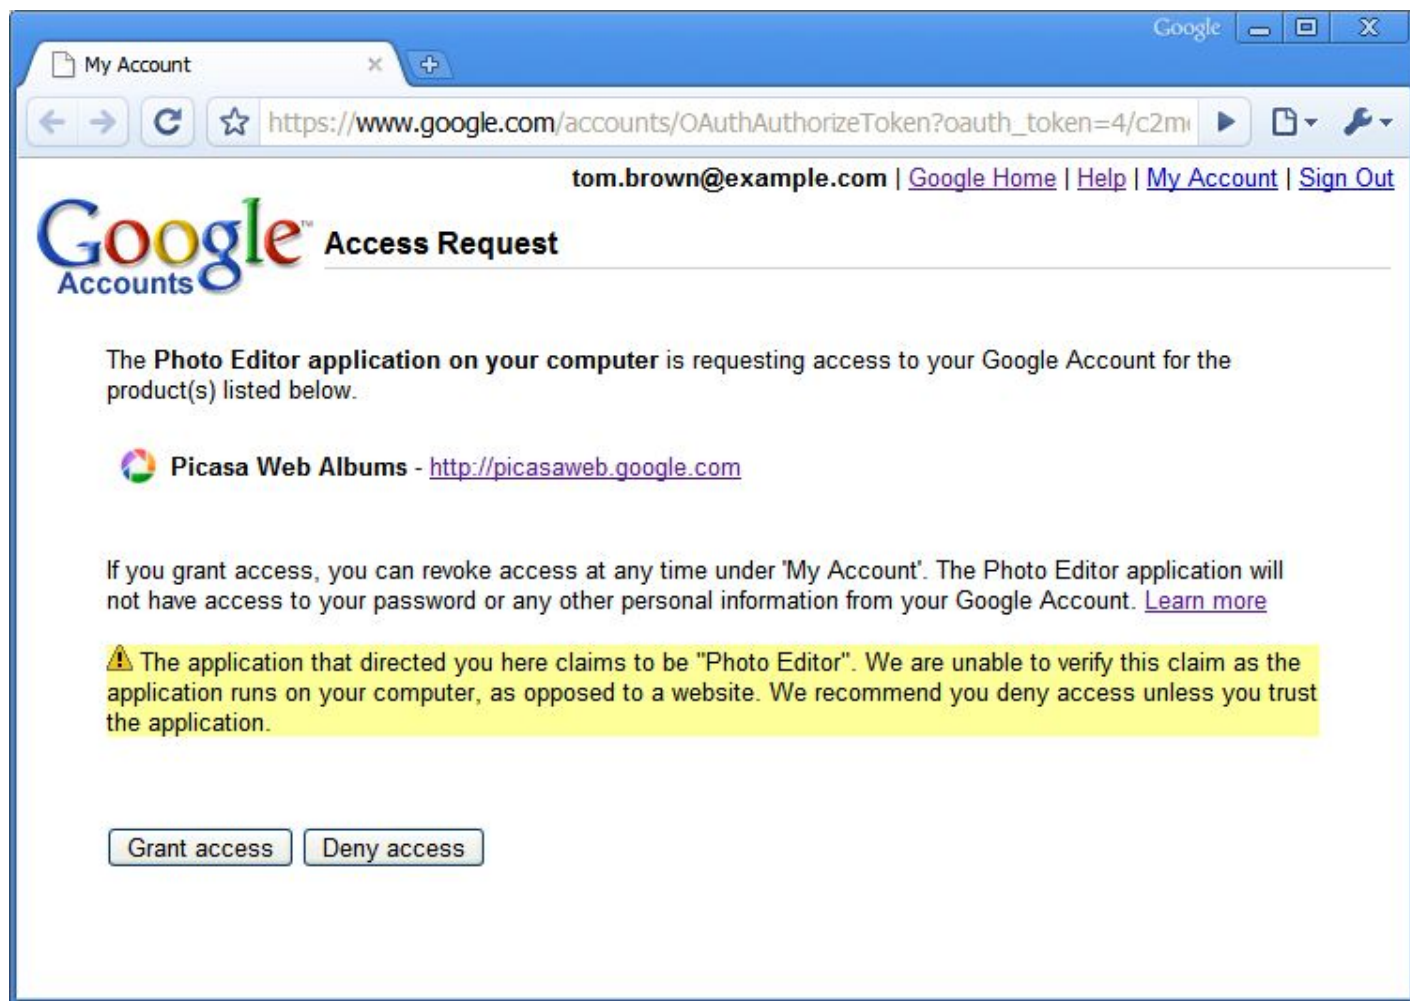 Google
My Account
https://www.google.com/accounts/OAuthAuthorizeToken?oauth_token=4/c2m
tom.brown@example.com | Google Home | Help | My Account | Sign Out
Google™ Accounts
Access Request
The Photo Editor application on your computer is requesting access to your Google Account for the
product(s) listed below.
Picasa Web Albums - http://picasaweb.google.com
If you grant access, you can revoke access at any time under 'My Account'. The Photo Editor application will
not have access to your password or any other personal information from your Google Account. Learn more
The application that directed you here claims to be "Photo Editor". We are unable to verify this claim as the
application runs on your computer, as opposed to a website. We recommend you deny access unless you trust
the application.
Grant access Deny access